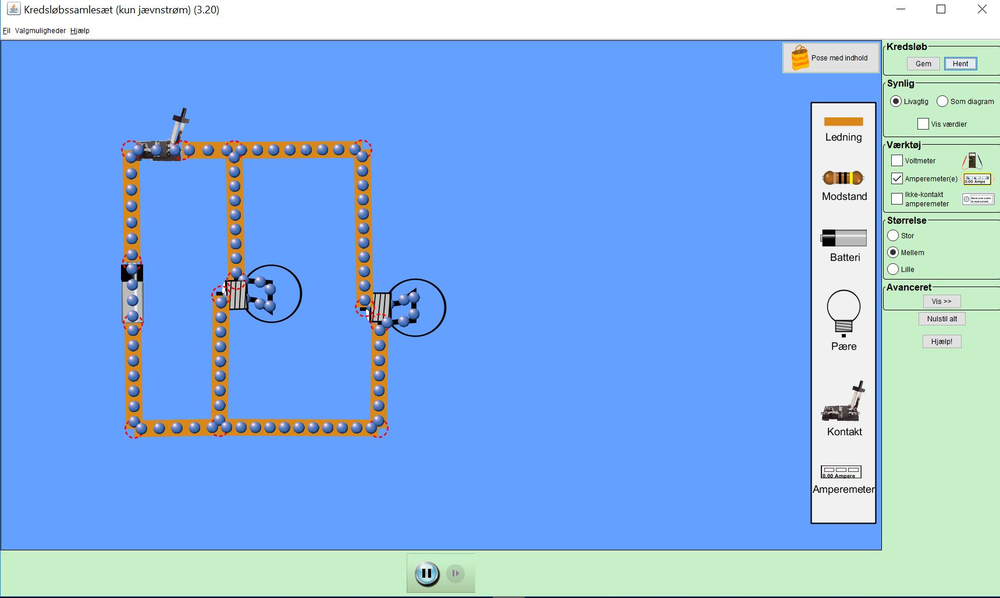 Kredsløbssamlesæt (kun jævnstrøm) (3.20)
Fil Valgmuligheder Hjælp
Pose med indhold
Ledning
Modstand
Batteri
Pære
Kontakt
0.00 Ampere
Amperemeter
Kredsløb
Gem Hent
Synlig
Livagtig Som diagram
Vis værdier
Værktøj
Voltmeter
Amperemeter(e) 0.00 Amps
Ikke-kontakt
amperemeter
Move over a wire
to read current.
Størrelse
Stor
Mellem
Lille
Avanceret
Vis >>
Nulstil alt
Hjælp!